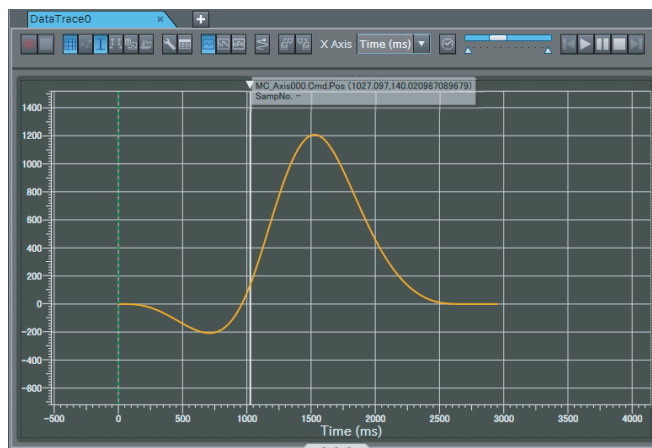 DataTrace0 × +
X Axis Time (ms)
MC_Axis000.Cmd.Pos (1027.097,140.020987089679)
SampNo. -
1400
1200
1000
800
600
400
200
0
-200
-400
-600
-500 0 500 1000 1500 2000 2500 3000 3500 4000
Time (ms)